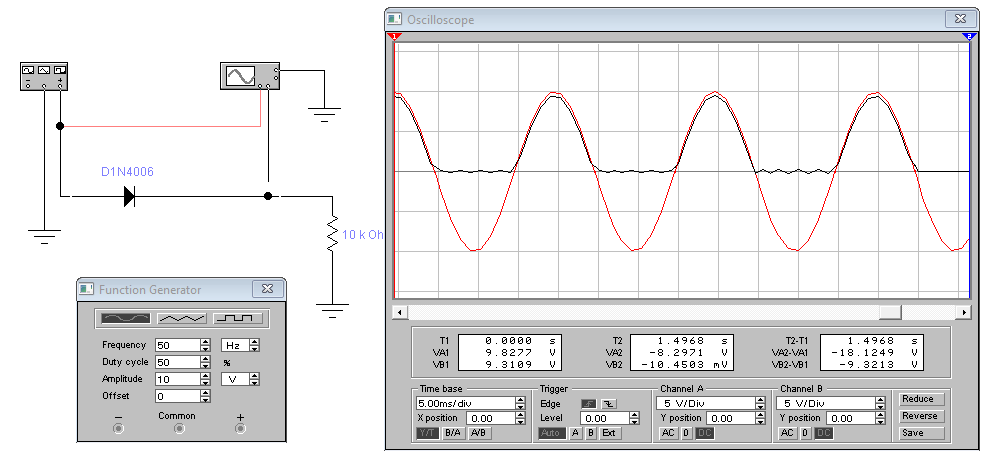 Oscilloscope
1
2
D1N4006
10 k Oh
Function Generator
Frequency 50 Hz
Duty cycle 50 %
Amplitude 10 V
Offset 0
Common
− +
T1 0.0000 s
VA1 9.8277 V
VB1 9.3109 V
T2 1.4968 s
VA2 -8.2971 V
VB2 -10.4503 mV
T2-T1 1.4968 s
VA2-VA1 -18.1249 V
VB2-VB1 -9.3213 V
Time base
5.00ms/div
X position 0.00
Y/T B/A A/B
Trigger
Edge
Level 0.00
Auto A B Ext
Channel A
5 V/Div
Y position 0.00
AC 0 DC
Channel B
5 V/Div
Y position 0.00
AC 0 DC
Reduce
Reverse
Save